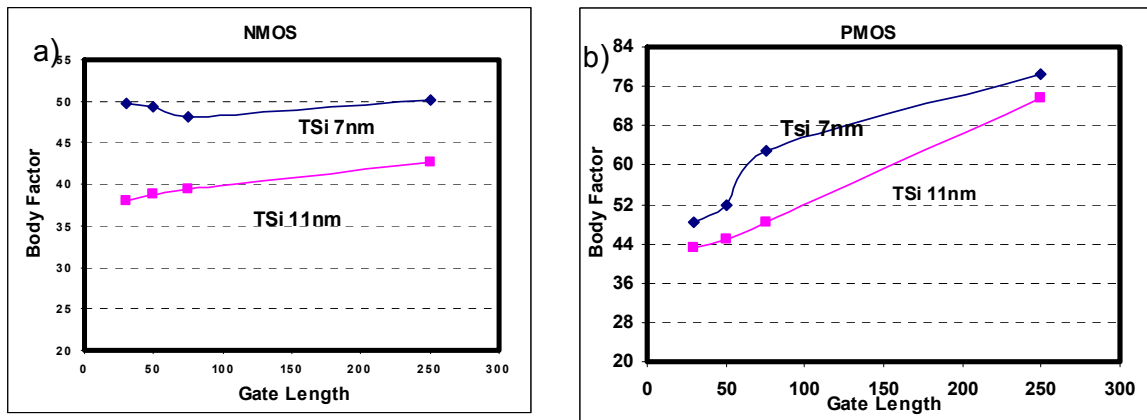 a)
NMOS
Body Factor
55
50
45
40
35
30
25
20
TSi 7nm
TSi 11nm
0 50 100 150 200 250 300
Gate Length
b)
PMOS
Body Factor
84
76
68
60
52
44
36
28
20
Tsi 7nm
TSi 11nm
0 50 100 150 200 250 300
Gate Length